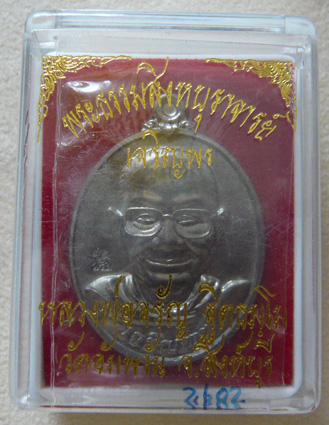 พระธรรมสิงหบุราจารย์
เจริญพร
หลวงพ่อจรัญ ฐิตธมฺโม
วัดอัมพวัน จ.สิงห์บุรี